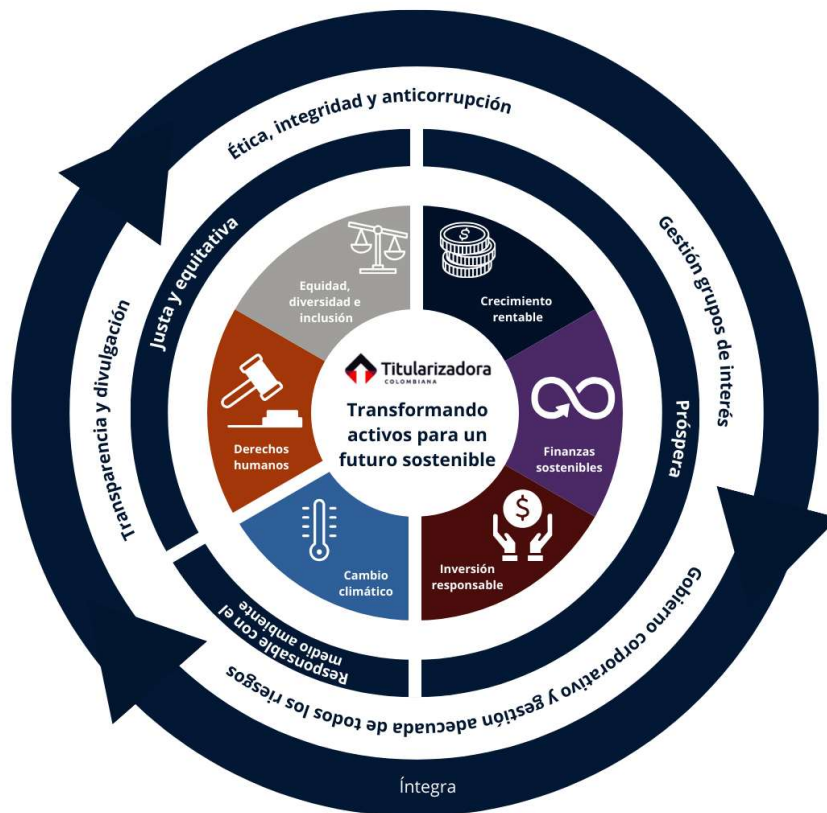 Ética, integridad y anticorrupción
Gestión grupos de interés
Gobierno corporativo y gestión adecuada de todos los riesgos
Transparencia y divulgación
Íntegra
Justa y equitativa
Próspera
Responsable con el
medio ambiente
Equidad,
diversidad e
inclusión
$
Crecimiento
rentable
Derechos
humanos
Finanzas
sostenibles
Cambio
climático
$
Inversión
responsable
Titularizadora
COLOMBIANA
Transformando
activos para un
futuro sostenible